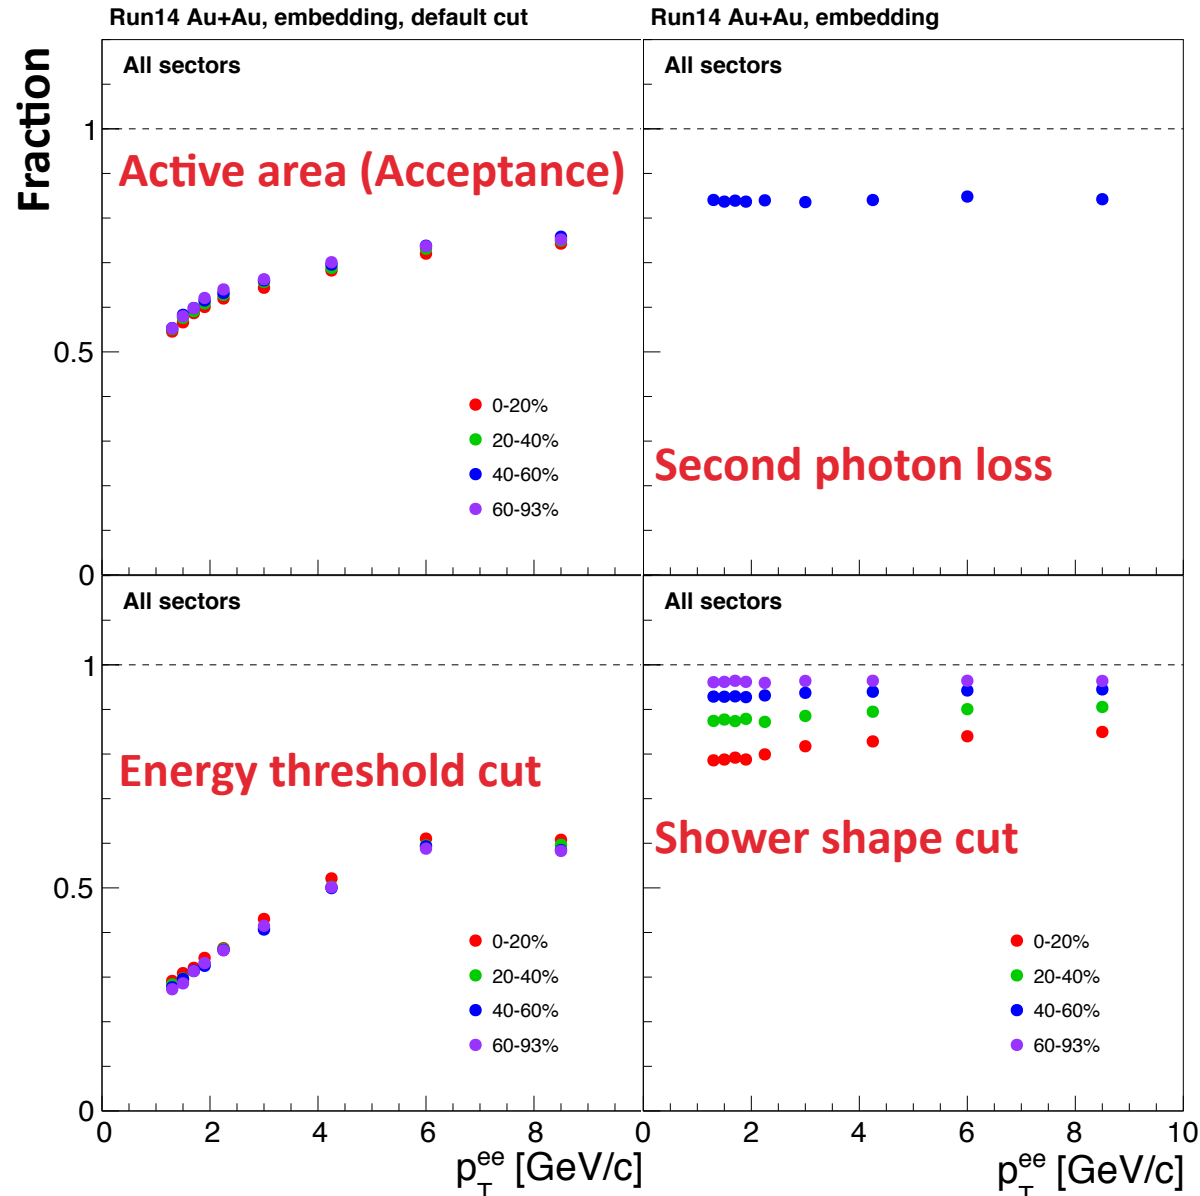 Run14 Au+Au, embedding, default cut
Run14 Au+Au, embedding
Fraction
All sectors
1
Active area (Acceptance)
0.5
0-20%
20-40%
40-60%
60-93%
0
All sectors
Second photon loss
All sectors
1
Energy threshold cut
0.5
0-20%
20-40%
40-60%
60-93%
0
0 2 4 6 8
p_T^ee [GeV/c]
All sectors
Shower shape cut
0-20%
20-40%
40-60%
60-93%
0 2 4 6 8 10
p_T^ee [GeV/c]